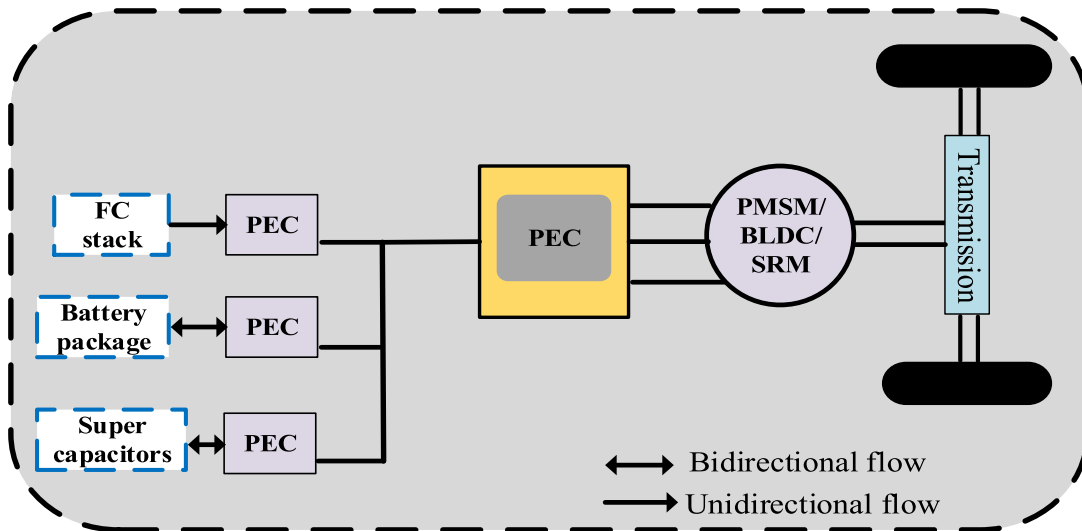 FC
stack
PEC
Battery
package
PEC
Super
capacitors
PEC
PEC
PMSM/
BLDC/
SRM
Transmission
Bidirectional flow
Unidirectional flow